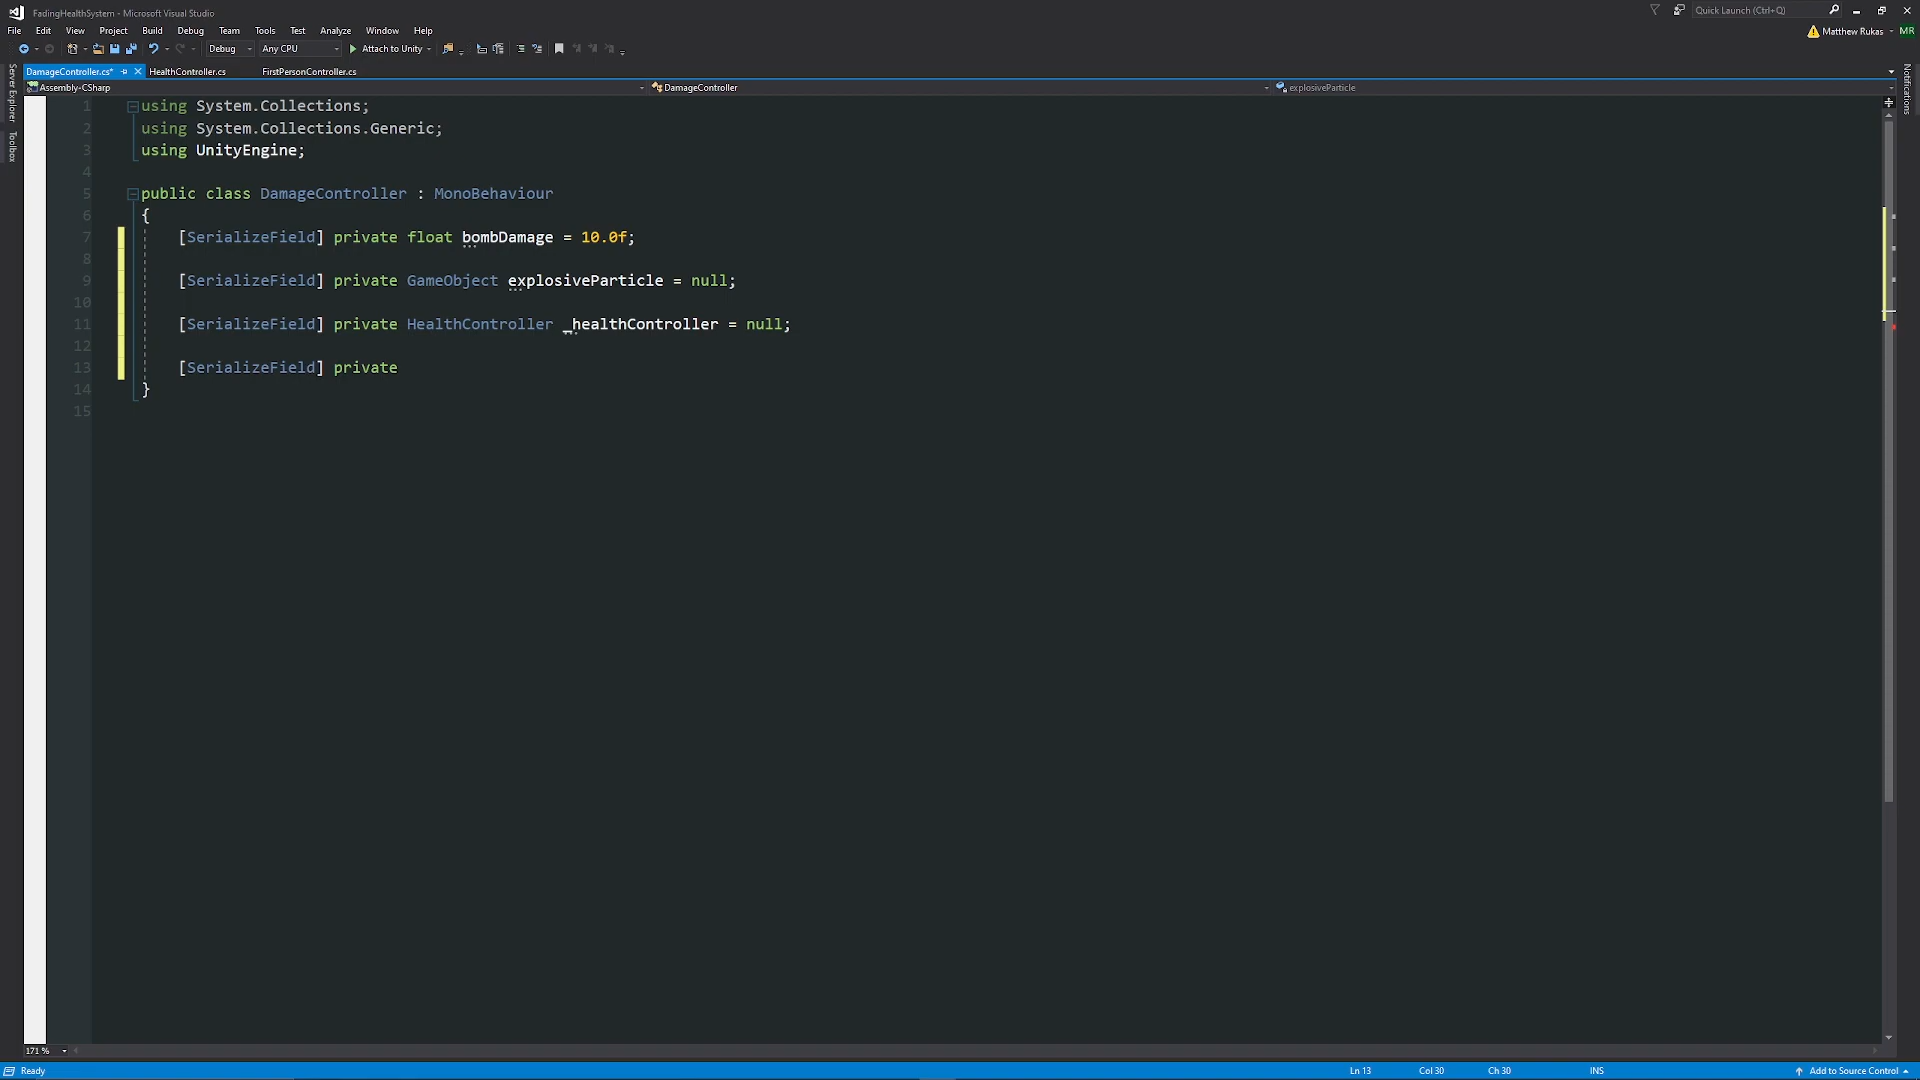 FadingHealthSystem - Microsoft Visual Studio
Quick Launch (Ctrl+Q)
File Edit View Project Build Debug Team Tools Test Analyze Window Help
Matthew Rukas MR
Debug Any CPU Attach to Unity
DamageController.cs* HealthController.cs FirstPersonController.cs
Assembly-CSharp DamageController explosiveParticle
Server Explorer
Toolbox
Notifications
1 using System.Collections;
2 using System.Collections.Generic;
3 using UnityEngine;
4
5 public class DamageController : MonoBehaviour
6 {
7 [SerializeField] private float bombDamage = 10.0f;
8
9 [SerializeField] private GameObject explosiveParticle = null;
10
11 [SerializeField] private HealthController _healthController = null;
12
13 [SerializeField] private
14 }
15
171 %
Ready Ln 13 Col 30 Ch 30 INS Add to Source Control